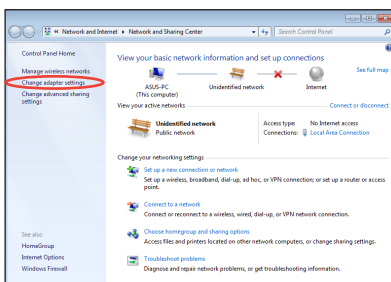 « Network and Internet ▸ Network and Sharing Center
Search Control Panel
Control Panel Home
Manage wireless networks
Change adapter settings
Change advanced sharing
settings
View your basic network information and set up connections
See full map
ASUS-PC
(This computer)
Unidentified network
Internet
View your active networks
Connect or disconnect
Unidentified network
Public network
Access type: No Internet access
Connections: Local Area Connection
Change your networking settings
Set up a new connection or network
Set up a wireless, broadband, dial-up, ad hoc, or VPN connection; or set up a router or access
point.
Connect to a network
Connect or reconnect to a wireless, wired, dial-up, or VPN network connection.
Choose homegroup and sharing options
Access files and printers located on other network computers, or change sharing settings.
Troubleshoot problems
Diagnose and repair network problems, or get troubleshooting information.
See also
HomeGroup
Internet Options
Windows Firewall